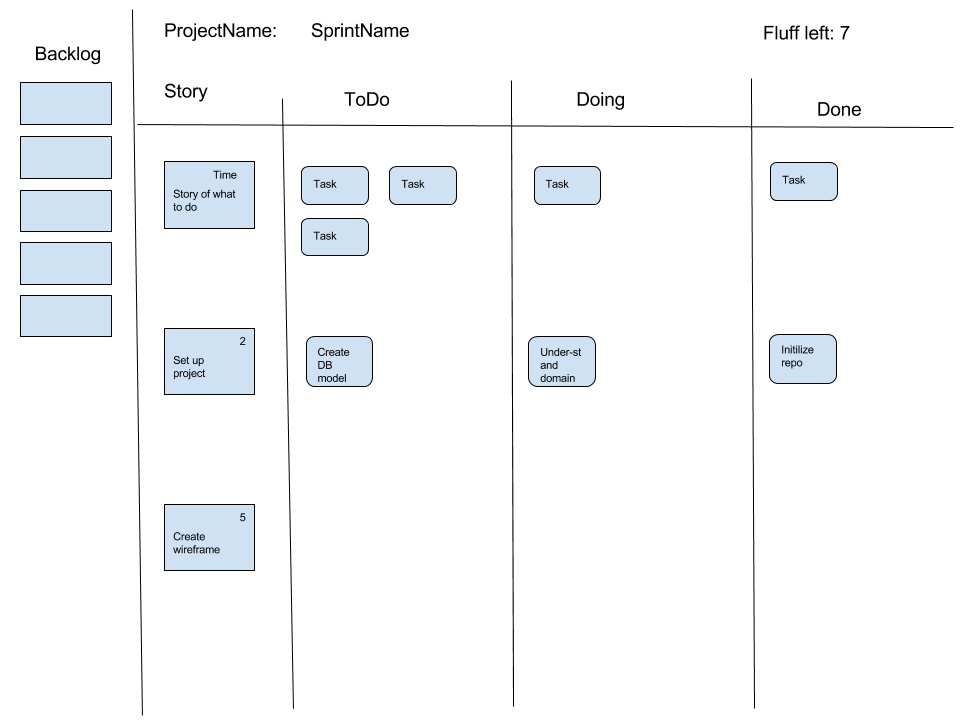 ProjectName: SprintName
Fluff left: 7
Backlog
Story
ToDo
Doing
Done
Time
Story of what
to do
Task
Task
Task
Task
Task
2
Set up
project
Create
DB
model
Under-st
and
domain
Initilize
repo
5
Create
wireframe